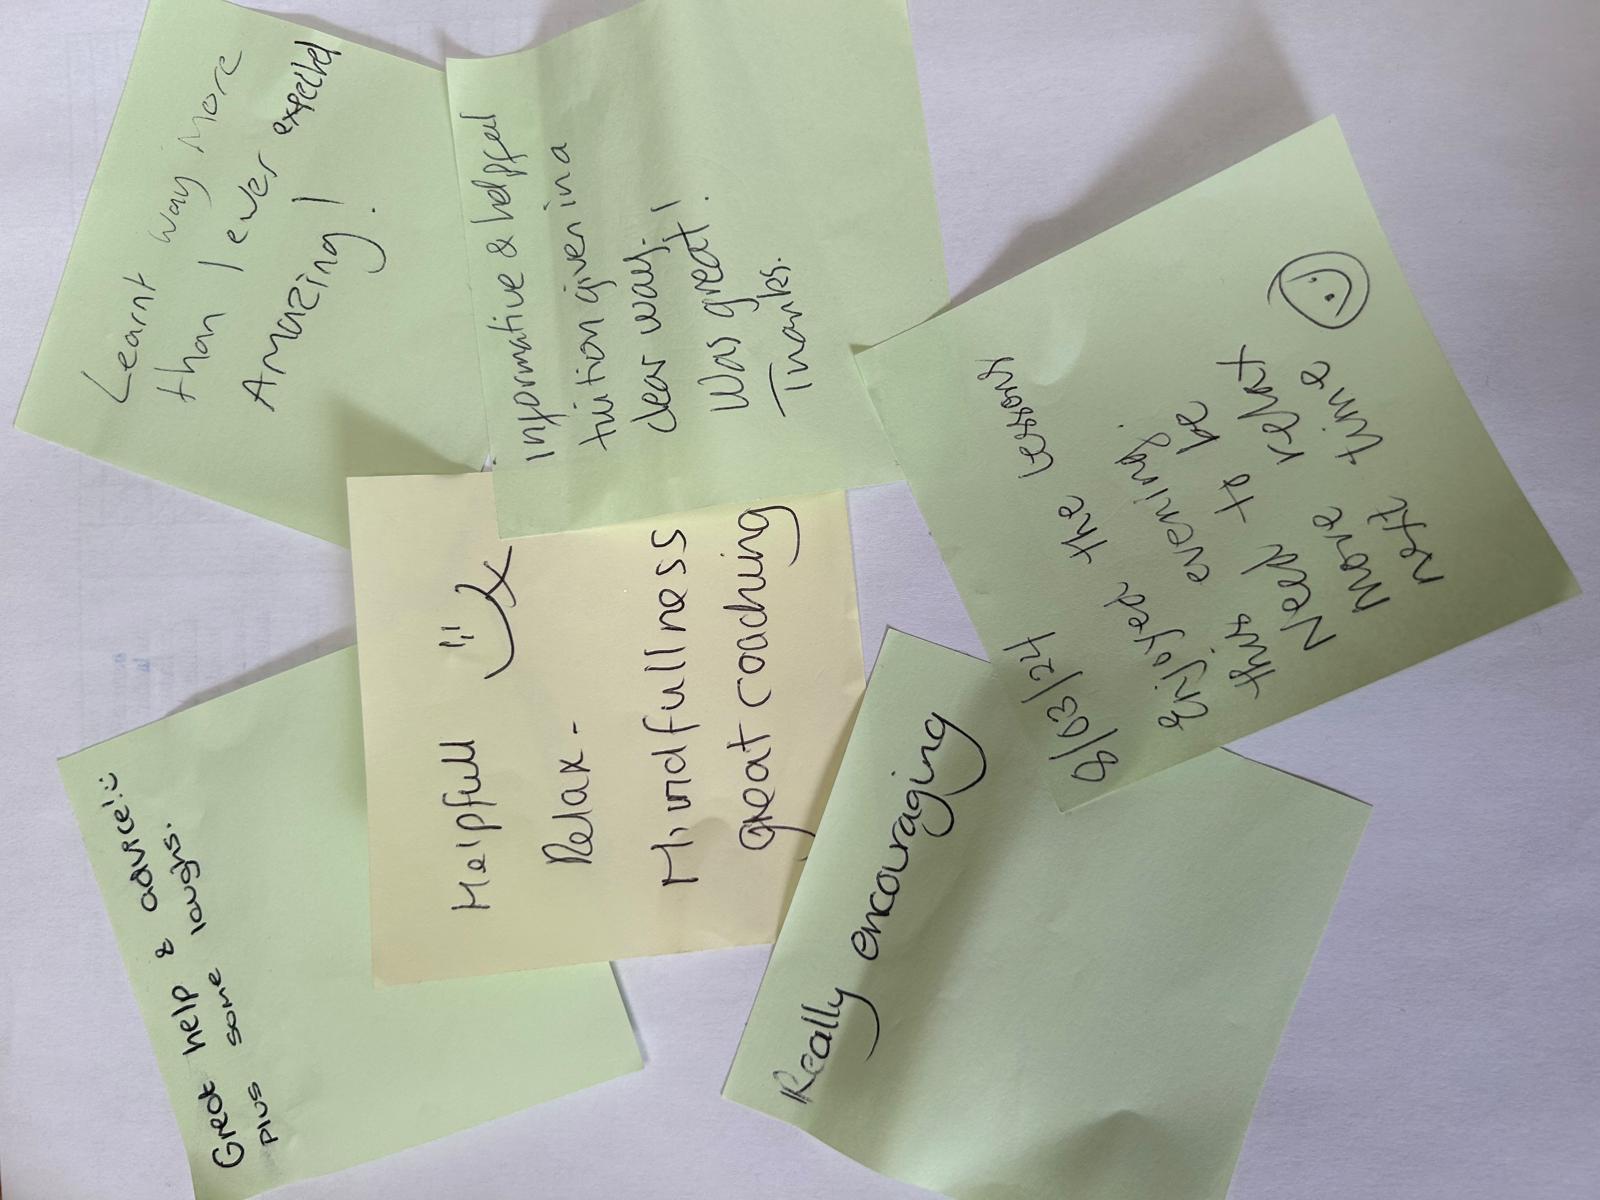 Great help & advice! :)
plus some laughs.
Learnt way more
than I ever expected
Amazing!
Helpfull
Relax -
Mindfullness
great coaching
Informative & helpful
tuition given in a
clear way.
Was great!
Thanks.
Really encouraging
8/03/24
Enjoyed the lessons
this evening.
Need to be
more relax
next time